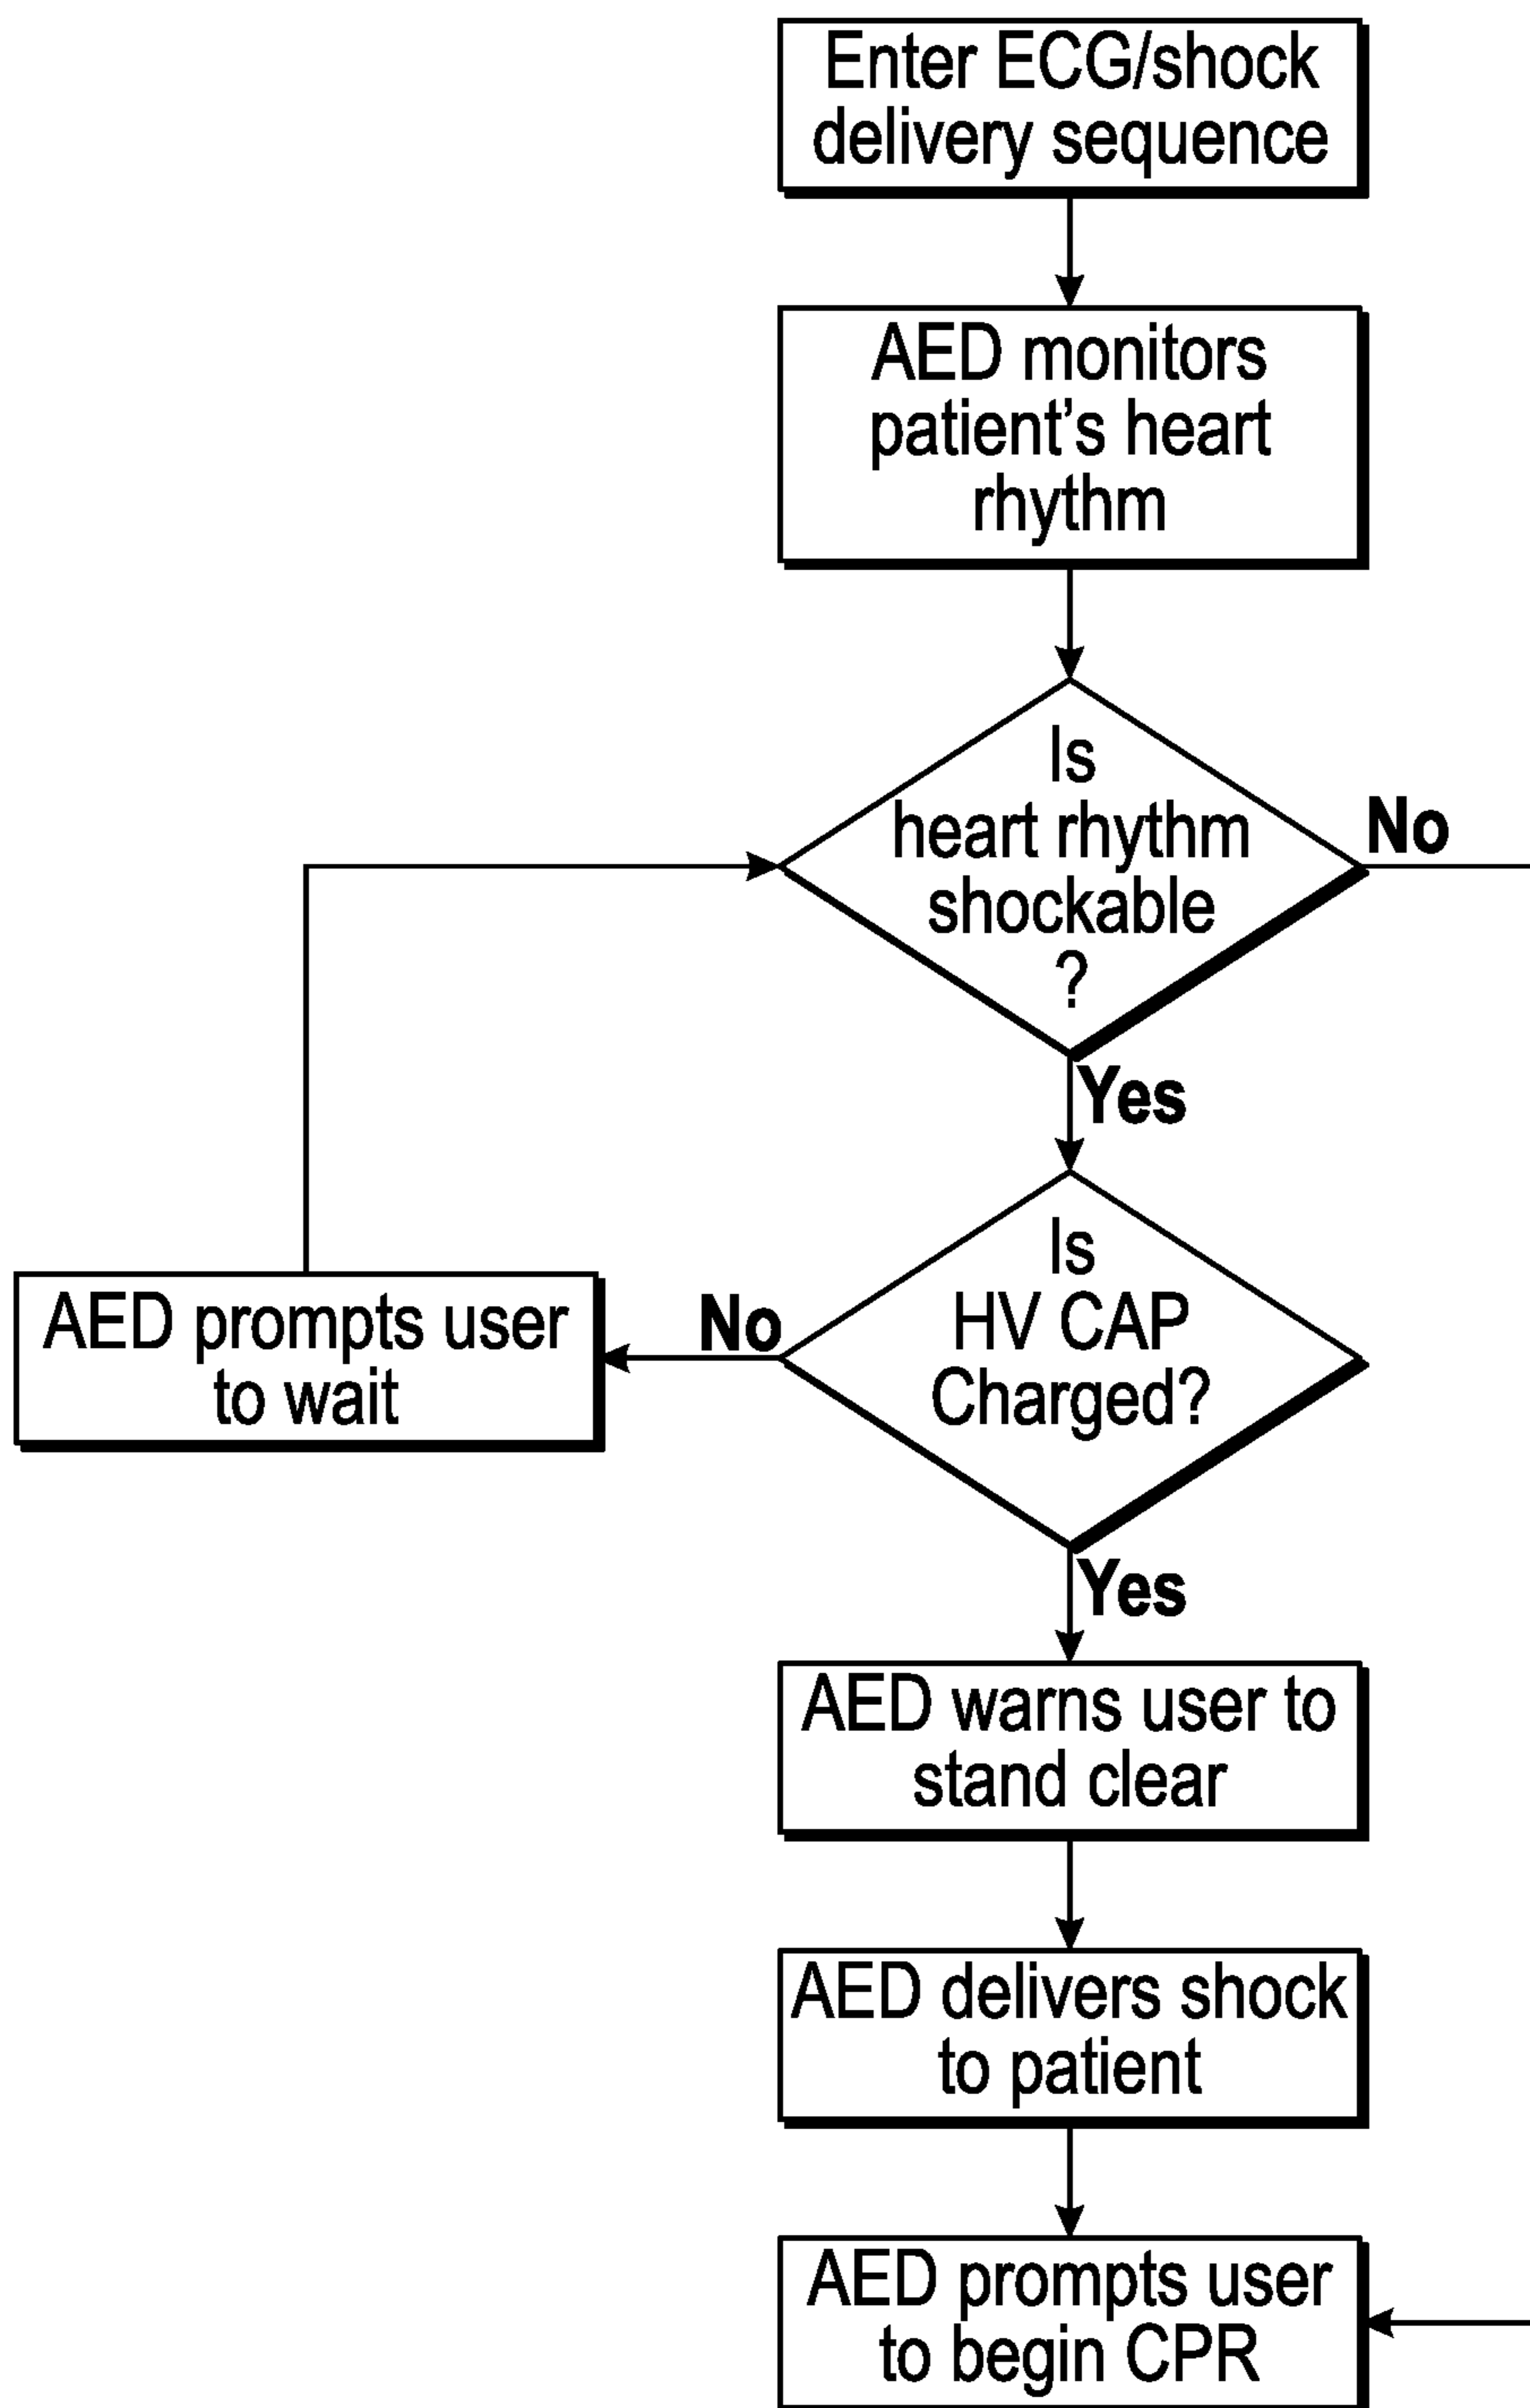 Enter ECG/shock
delivery sequence
AED monitors
patient's heart
rhythm
Is
heart rhythm
shockable
?
No
Yes
Is
HV CAP
Charged?
No
AED prompts user
to wait
Yes
AED warns user to
stand clear
AED delivers shock
to patient
AED prompts user
to begin CPR